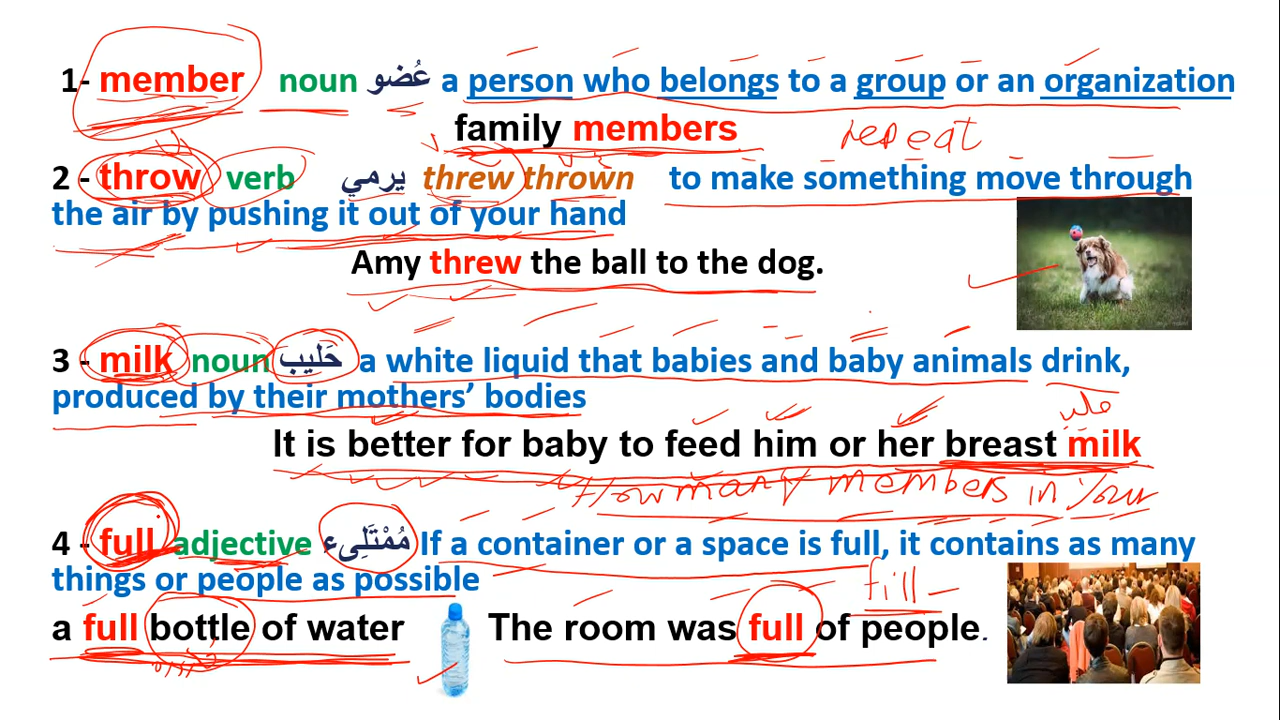 1- member noun عُضو a person who belongs to a group or an organization
family members repeat
2 - throw verb يرمي threw thrown to make something move through
the air by pushing it out of your hand
Amy threw the ball to the dog.
3 - milk noun حَليب a white liquid that babies and baby animals drink,
produced by their mothers’ bodies
It is better for baby to feed him or her breast milk
How many members in your
4 - full adjective مُمْتَلِىء If a container or a space is full, it contains as many
things or people as possible
fill
a full bottle of water The room was full of people.